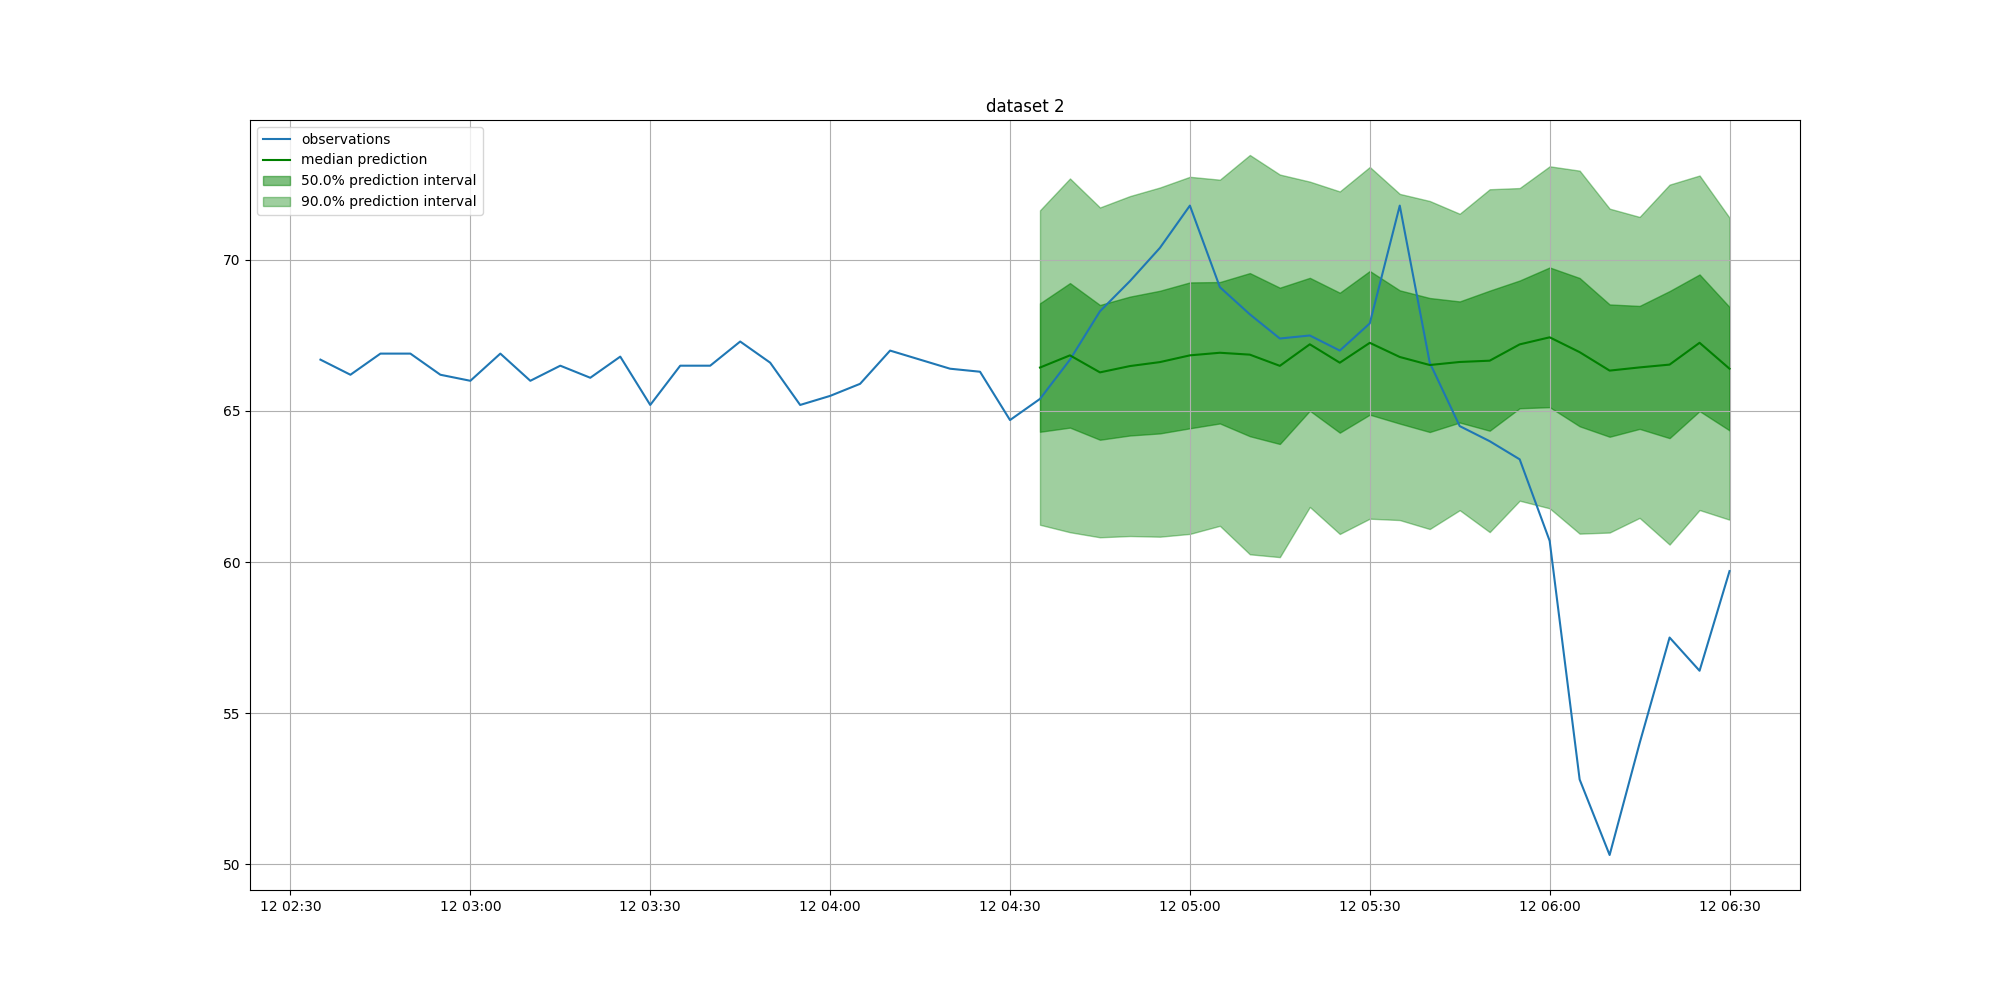 dataset 2
observations
median prediction
50.0% prediction interval
90.0% prediction interval
70
65
60
55
50
12 02:30 12 03:00 12 03:30 12 04:00 12 04:30 12 05:00 12 05:30 12 06:00 12 06:30